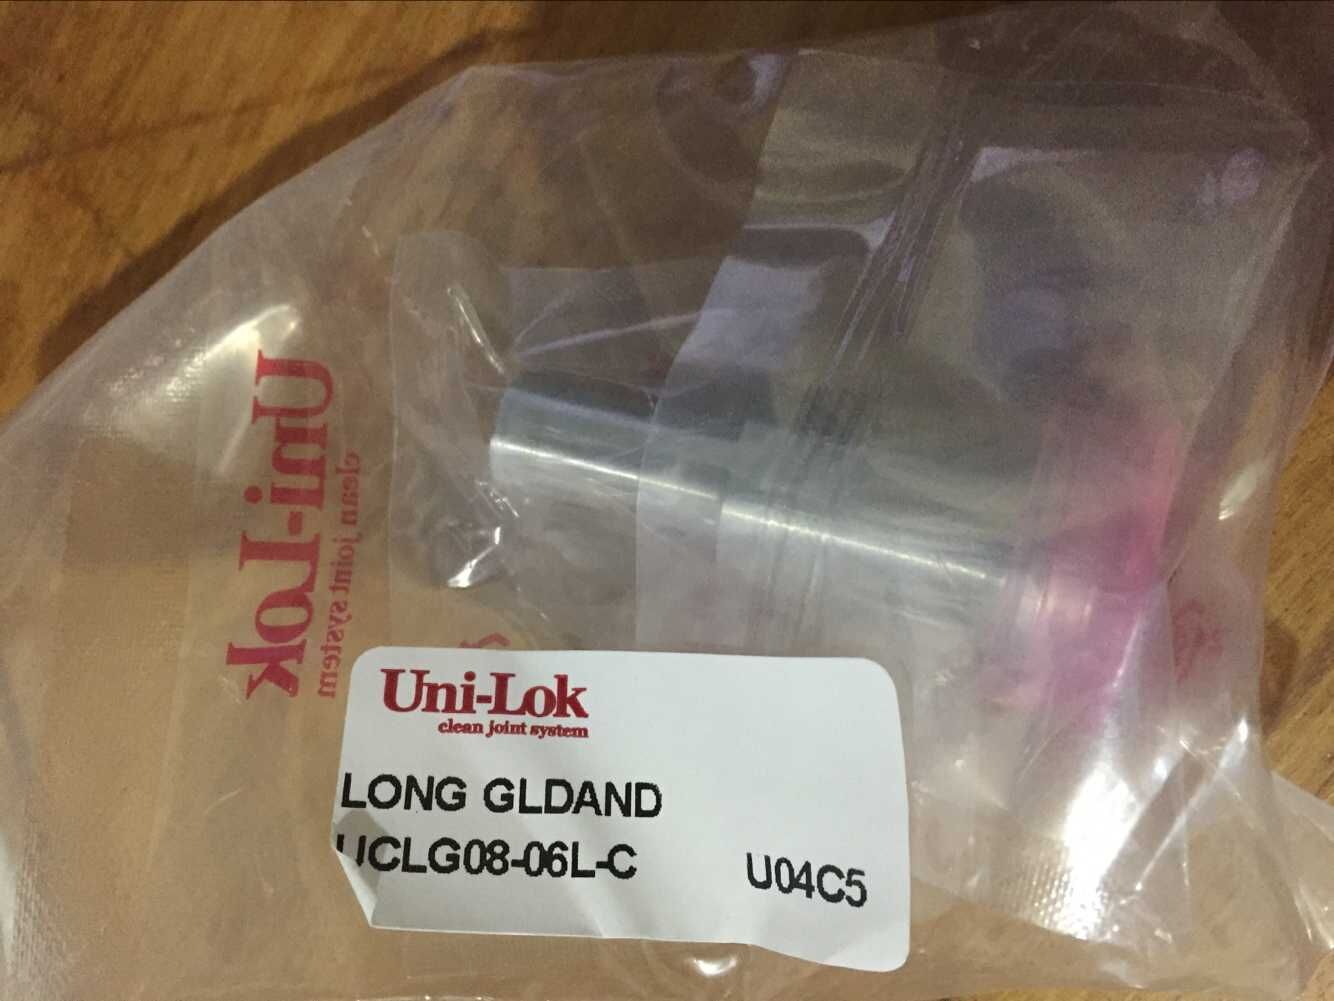 Uni-Lok
clean joint system
Uni-Lok
clean joint system
LONG GLDAND
UCLG08-06L-C
U04C5